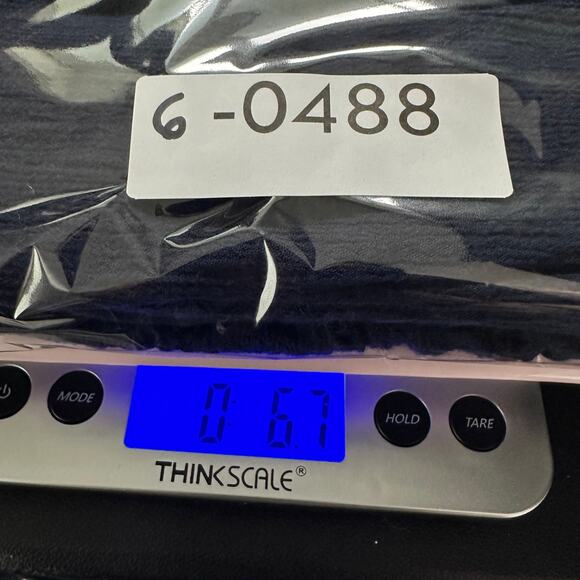 6-0488
MODE
0: 6.7
HOLD
TARE
THINKSCALE®